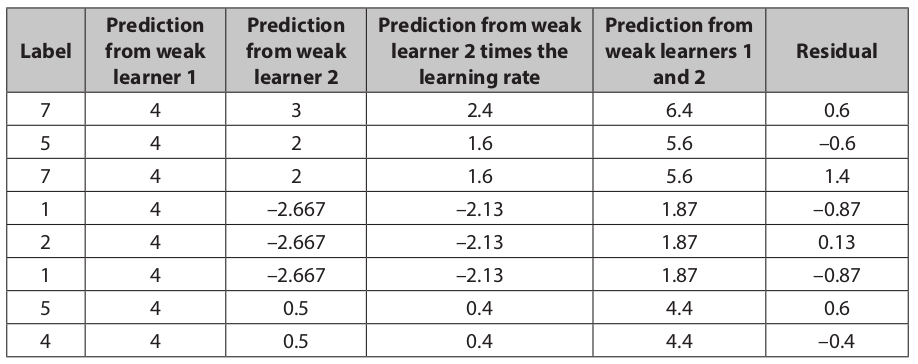 Label | Prediction from weak learner 1 | Prediction from weak learner 2 | Prediction from weak learner 2 times the learning rate | Prediction from weak learners 1 and 2 | Residual
7 | 4 | 3 | 2.4 | 6.4 | 0.6
5 | 4 | 2 | 1.6 | 5.6 | –0.6
7 | 4 | 2 | 1.6 | 5.6 | 1.4
1 | 4 | –2.667 | –2.13 | 1.87 | –0.87
2 | 4 | –2.667 | –2.13 | 1.87 | 0.13
1 | 4 | –2.667 | –2.13 | 1.87 | –0.87
5 | 4 | 0.5 | 0.4 | 4.4 | 0.6
4 | 4 | 0.5 | 0.4 | 4.4 | –0.4